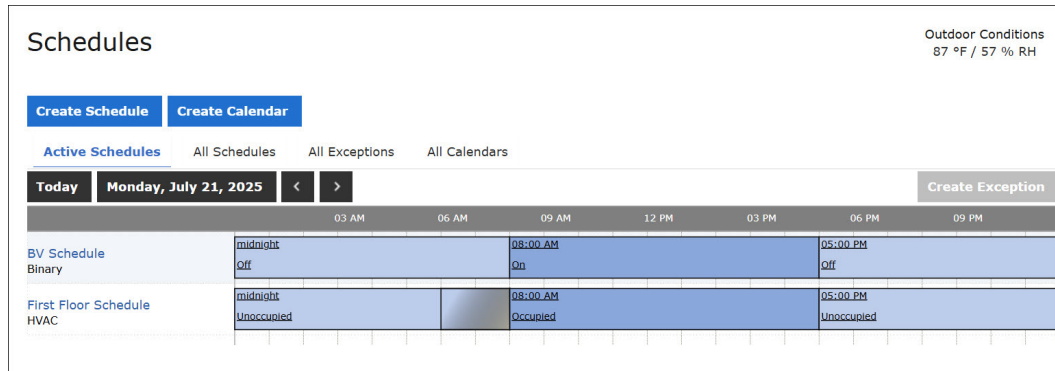 Schedules
Outdoor Conditions
87 °F / 57 % RH
Create Schedule
Create Calendar
Active Schedules
All Schedules
All Exceptions
All Calendars
Today
Monday, July 21, 2025
<
>
Create Exception
03 AM
06 AM
09 AM
12 PM
03 PM
06 PM
09 PM
BV Schedule
Binary
midnight
Off
08:00 AM
On
05:00 PM
Off
First Floor Schedule
HVAC
midnight
Unoccupied
08:00 AM
Occupied
05:00 PM
Unoccupied